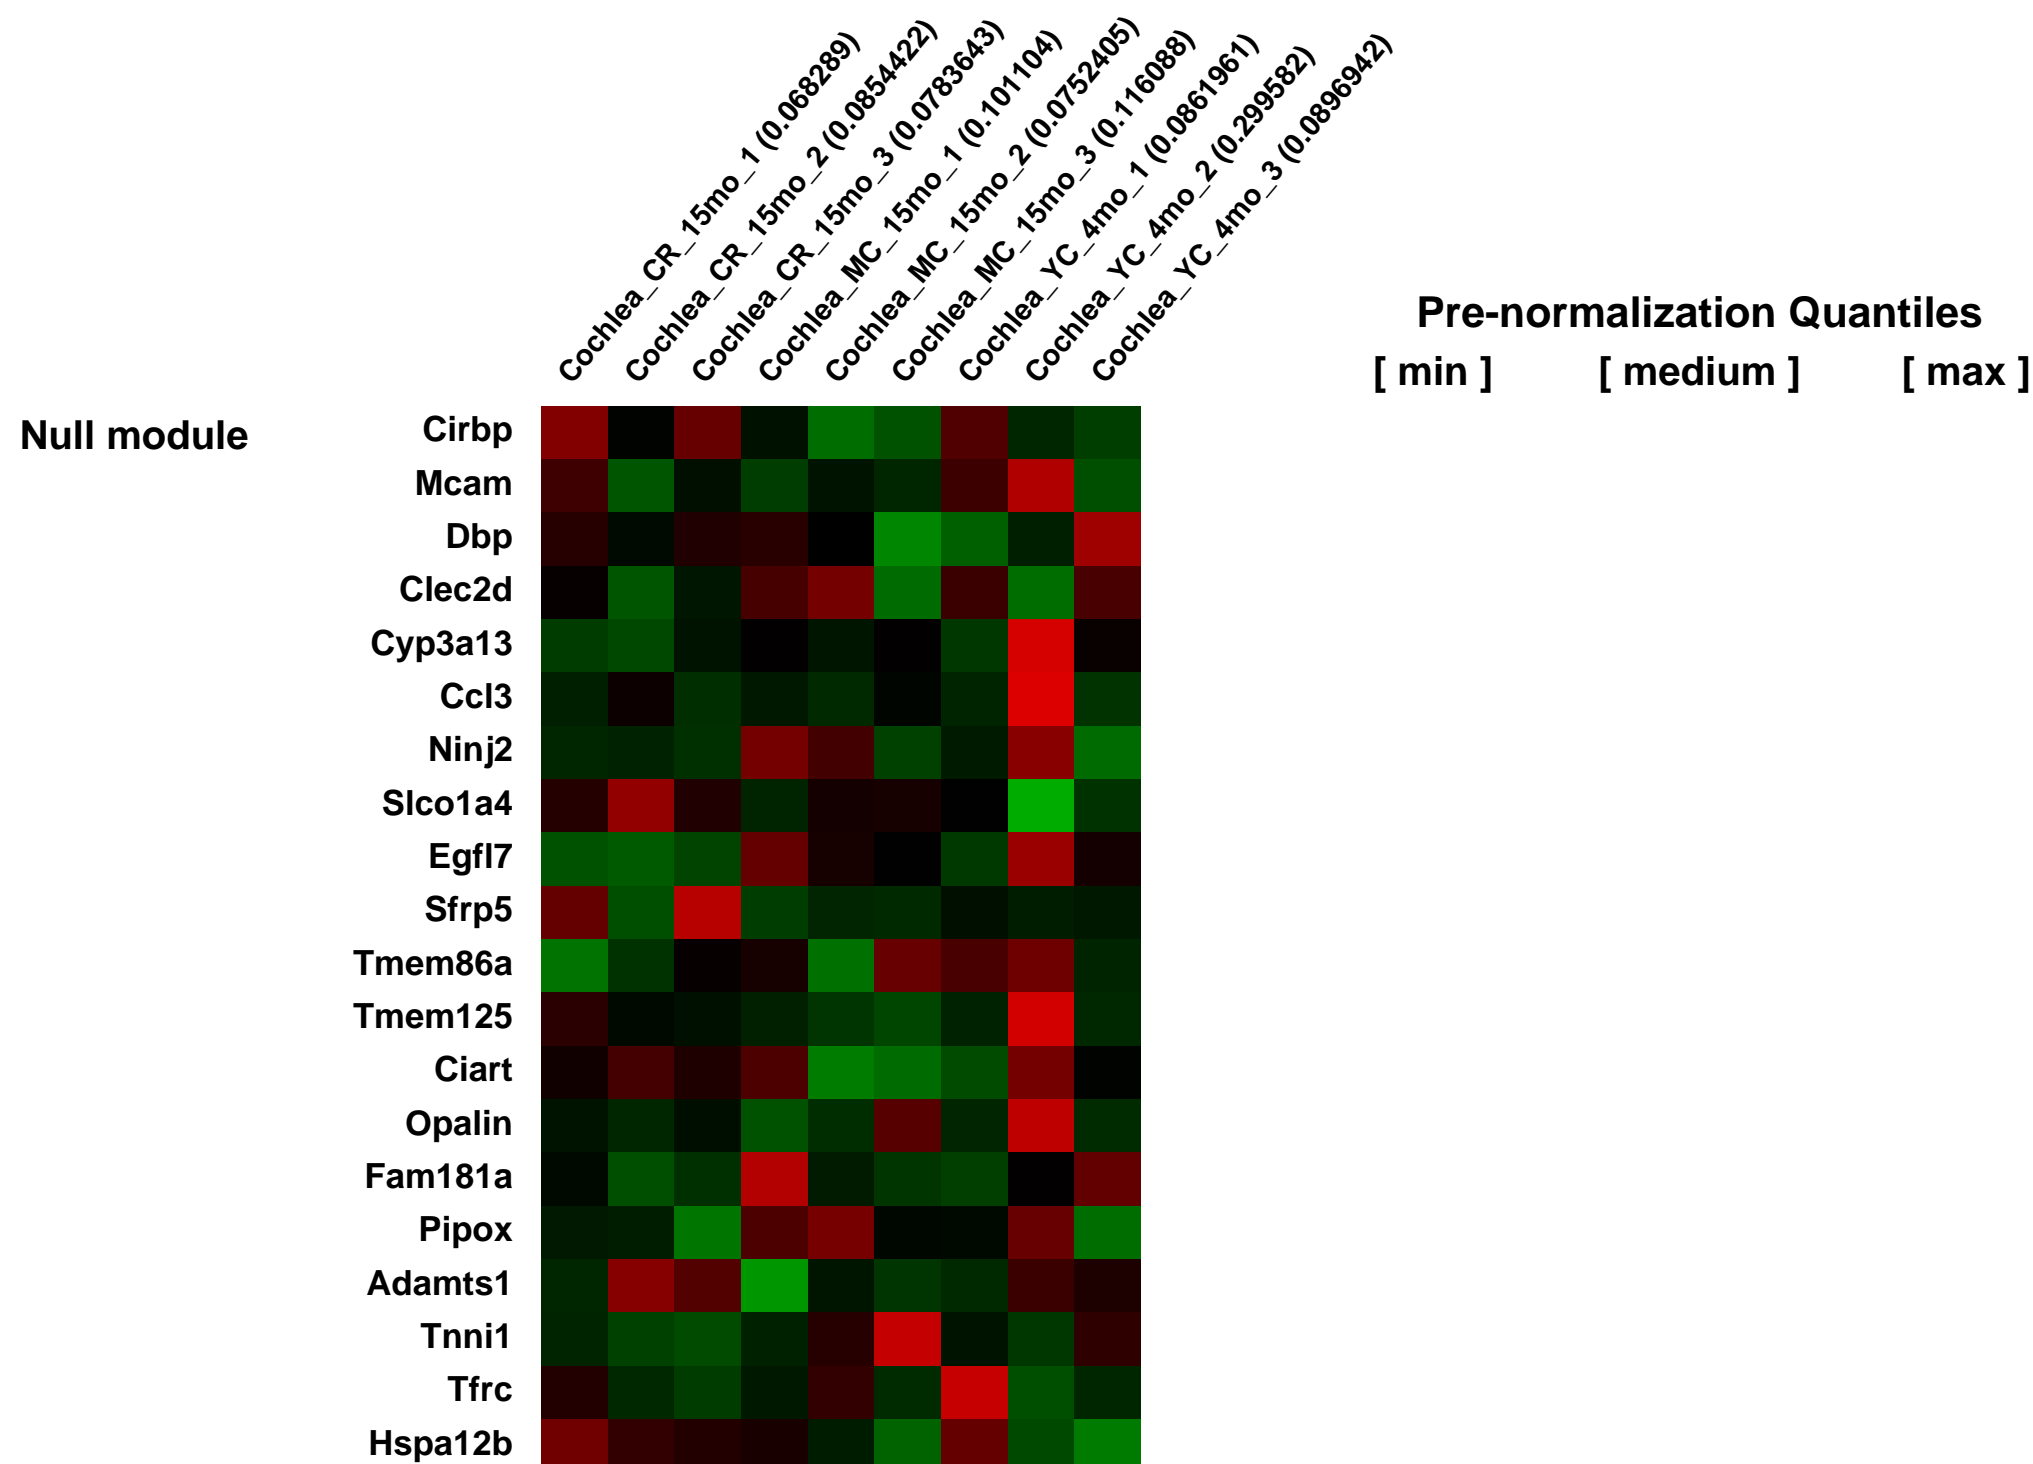 Cochlea_CR_15mo_1 (0.068289)
Cochlea_CR_15mo_2 (0.0854422)
Cochlea_CR_15mo_3 (0.0783643)
Cochlea_MC_15mo_1 (0.101104)
Cochlea_MC_15mo_2 (0.0752405)
Cochlea_MC_15mo_3 (0.116088)
Cochlea_YC_4mo_1 (0.0861961)
Cochlea_YC_4mo_2 (0.299582)
Cochlea_YC_4mo_3 (0.0896942)
Pre-normalization Quantiles
[ min ] [ medium ] [ max ]
Null module
Cirbp
Mcam
Dbp
Clec2d
Cyp3a13
Ccl3
Ninj2
Slco1a4
Egfl7
Sfrp5
Tmem86a
Tmem125
Ciart
Opalin
Fam181a
Pipox
Adamts1
Tnni1
Tfrc
Hspa12b